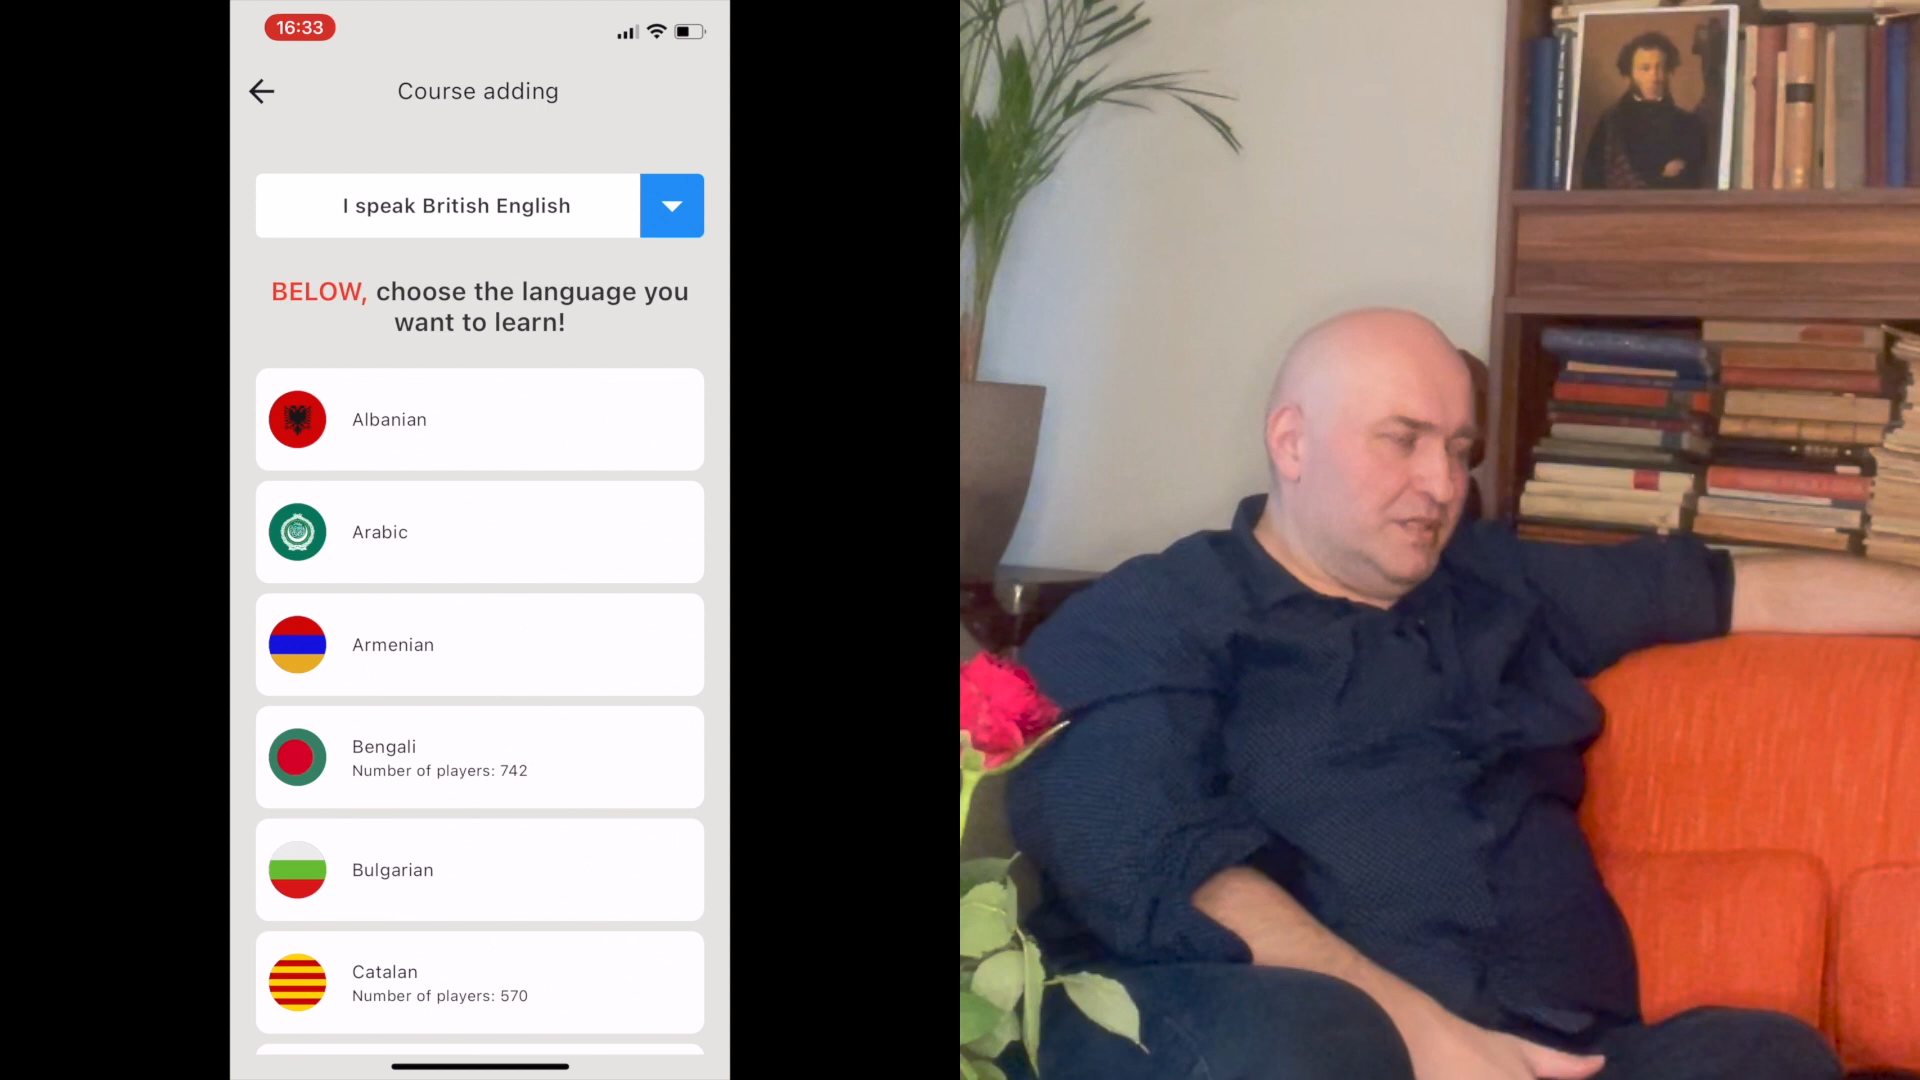 16:33
Course adding
I speak British English
BELOW, choose the language you
want to learn!
Albanian
Arabic
Armenian
Bengali
Number of players: 742
Bulgarian
Catalan
Number of players: 570